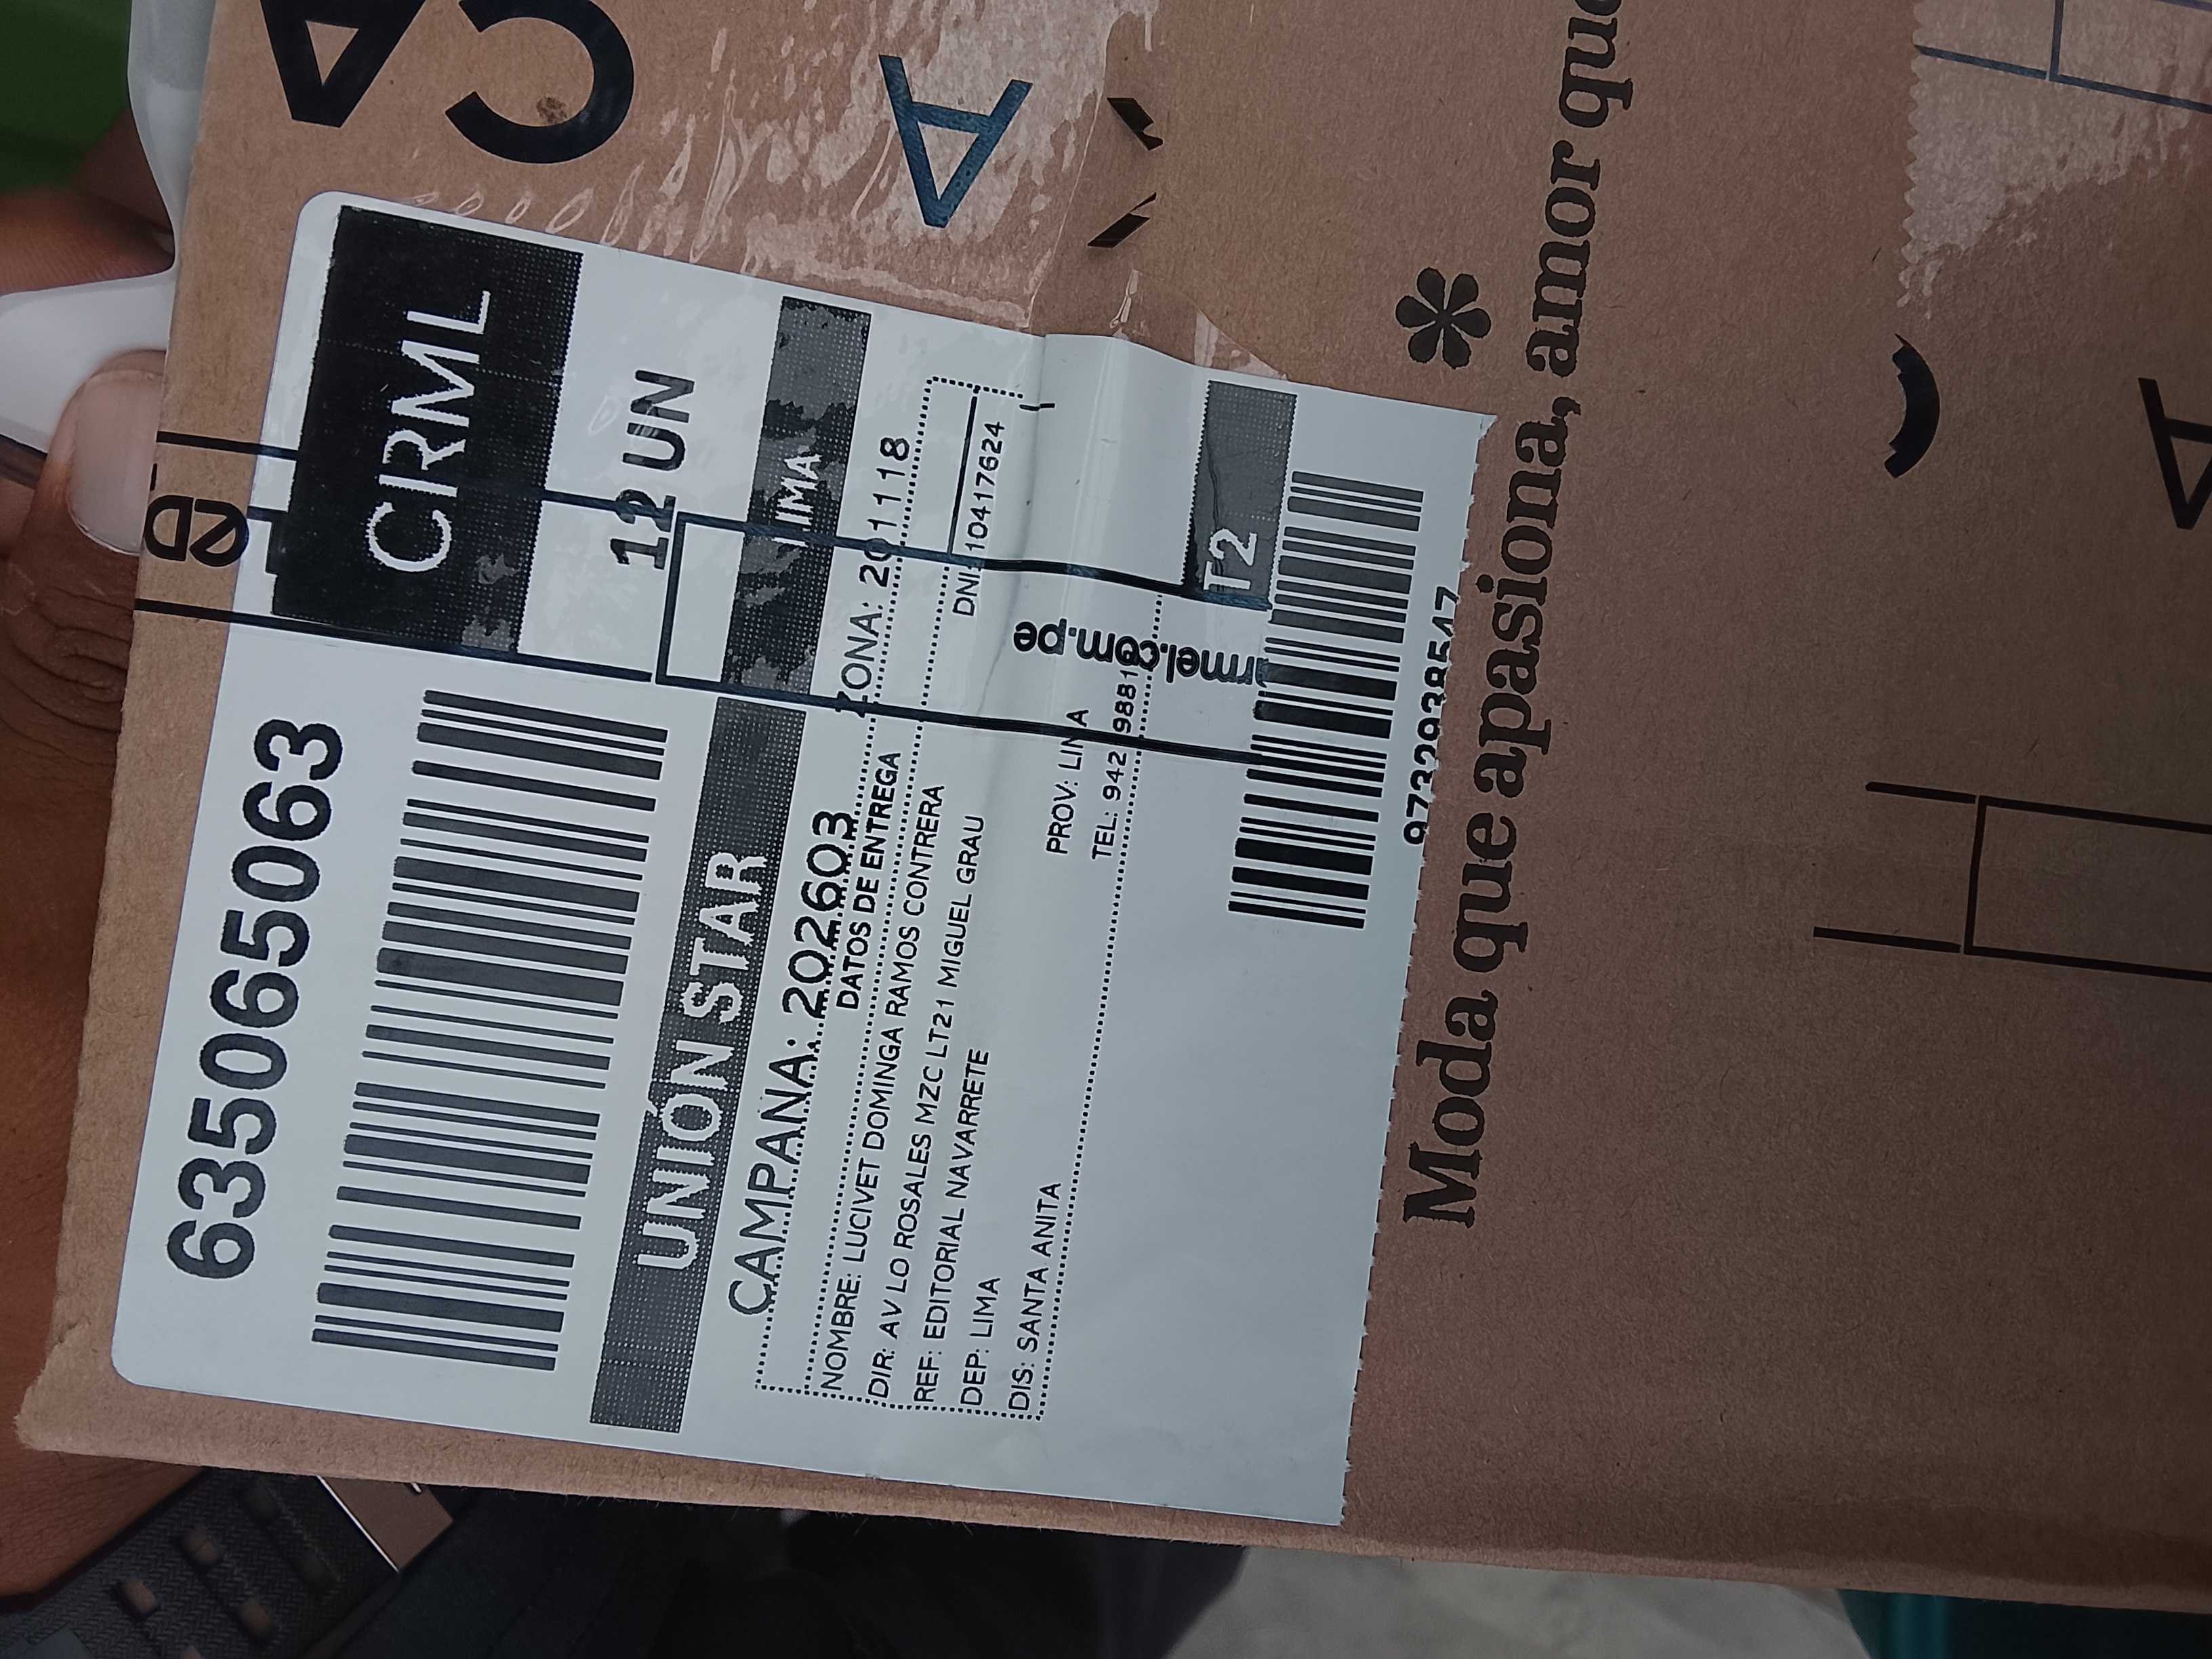 CA
A
CRML
635065063
12 UN
UNIÓN STAR
LIMA
CAMPANA: 202603
ZONA: 201118
DATOS DE ENTREGA
NOMBRE: LUCIVET DOMINGA RAMOS CONTRERA
DNI: 10417624
DIR: AV LO ROSALES MZC LT21 MIGUEL GRAU
REF: EDITORIAL NAVARRETE
DEP: LIMA
PROV: LIMA
DIS: SANTA ANITA
TEL: 942 9881
rmel.com.pe
T2
9732938547
Moda que apasiona, amor que
A